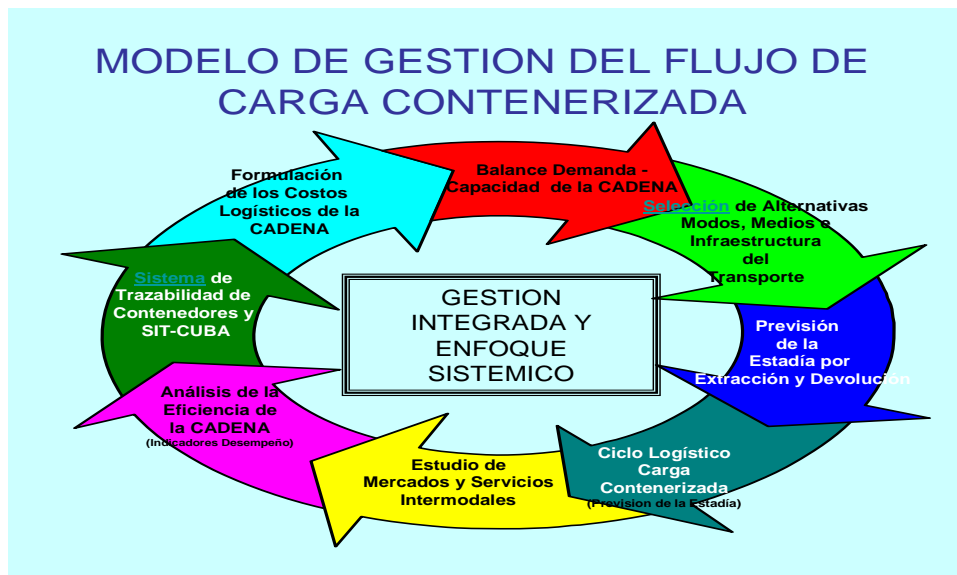 MODELO DE GESTION DEL FLUJO DE
CARGA CONTENERIZADA
Balance Demanda -
Capacidad de la CADENA
Selección de Alternativas
Modos, Medios e
Infraestructura
del
Transporte
Previsión
de la
Estadía por
Extracción y Devolución
Ciclo Logístico
Carga
Contenerizada
(Prevision de la Estadía)
Estudio de
Mercados y Servicios
Intermodales
Análisis de la
Eficiencia de
la CADENA
(Indicadores Desempeño)
Sistema de
Trazabilidad de
Contenedores y
SIT-CUBA
Formulación
de los Costos
Logísticos de la
CADENA
GESTION
INTEGRADA Y
ENFOQUE
SISTEMICO